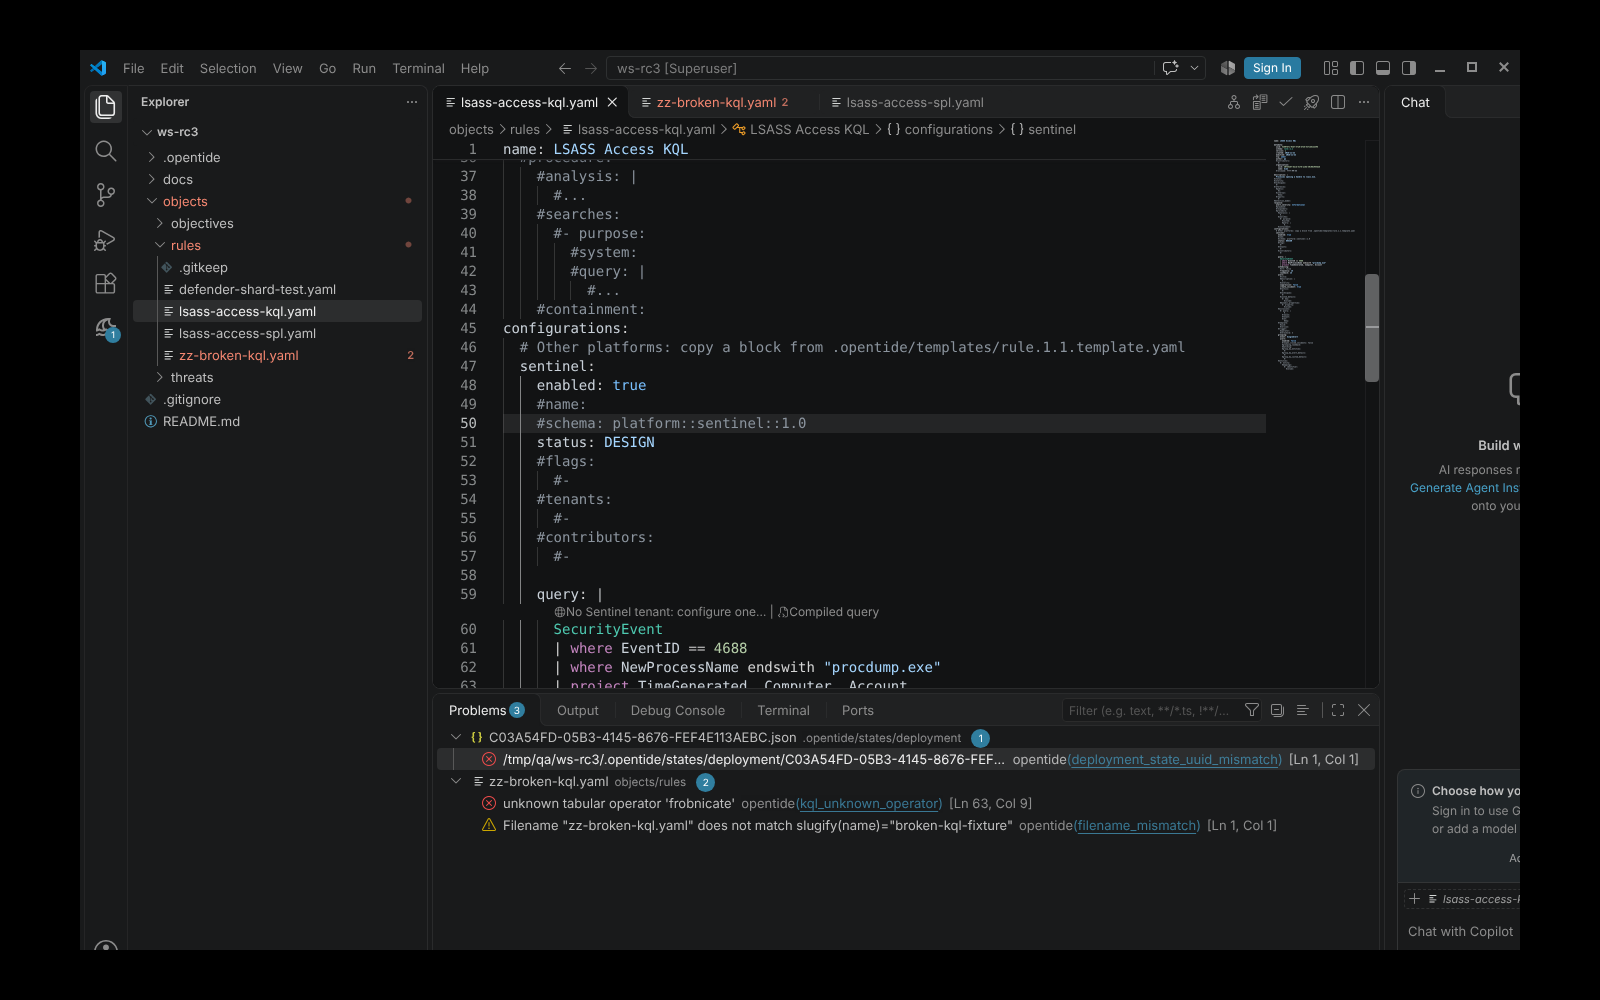 File Edit Selection View Go Run Terminal Help
ws-rc3 [Superuser]
Sign In
Explorer
ws-rc3
.opentide
docs
objects
objectives
rules
.gitkeep
defender-shard-test.yaml
lsass-access-kql.yaml
lsass-access-spl.yaml
zz-broken-kql.yaml 2
threats
.gitignore
README.md
1
lsass-access-kql.yaml
zz-broken-kql.yaml 2
lsass-access-spl.yaml
objects > rules > lsass-access-kql.yaml > LSASS Access KQL > { } configurations > { } sentinel
1 name: LSASS Access KQL
36 #procedure:
37 #analysis: |
38 #...
39 #searches:
40 #- purpose:
41 #system:
42 #query: |
43 #...
44 #containment:
45 configurations:
46 # Other platforms: copy a block from .opentide/templates/rule.1.1.template.yaml
47 sentinel:
48 enabled: true
49 #name:
50 #schema: platform::sentinel::1.0
51 status: DESIGN
52 #flags:
53 #-
54 #tenants:
55 #-
56 #contributors:
57 #-
58
59 query: |
No Sentinel tenant: configure one... | Compiled query
60 SecurityEvent
61 | where EventID == 4688
62 | where NewProcessName endswith "procdump.exe"
63 | project TimeGenerated, Computer, Account
Problems 3 Output Debug Console Terminal Ports
Filter (e.g. text, **/*.ts, !**/...
{} C03A54FD-05B3-4145-8676-FEF4E113AEBC.json .opentide/states/deployment 1
/tmp/qa/ws-rc3/.opentide/states/deployment/C03A54FD-05B3-4145-8676-FEF... opentide(deployment_state_uuid_mismatch) [Ln 1, Col 1]
zz-broken-kql.yaml objects/rules 2
unknown tabular operator 'frobnicate' opentide(kql_unknown_operator) [Ln 63, Col 9]
Filename "zz-broken-kql.yaml" does not match slugify(name)="broken-kql-fixture" opentide(filename_mismatch) [Ln 1, Col 1]
Chat
Build
AI responses
Generate Agent
onto
Choose how
Sign in to use
or add a model
Chat with Copilot